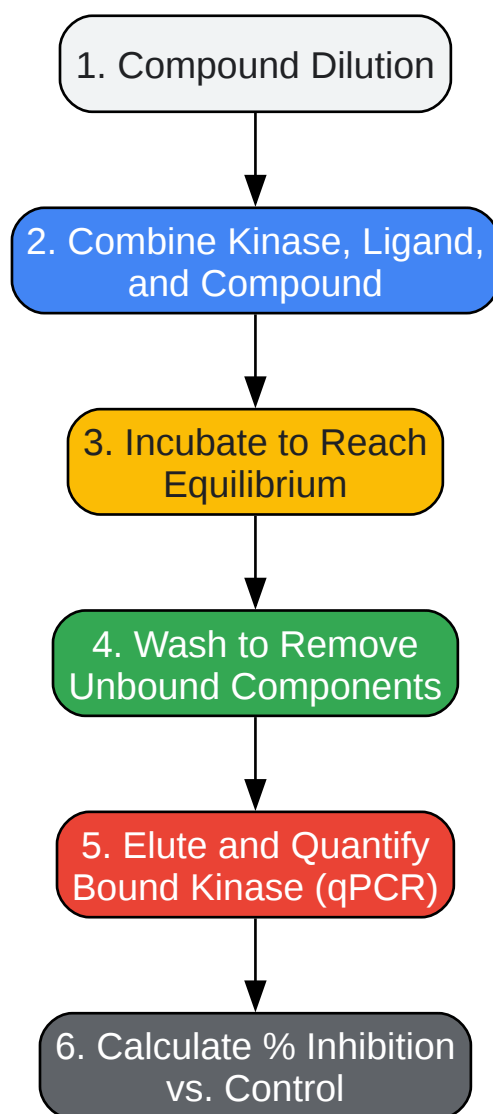 1. Compound Dilution
2. Combine Kinase, Ligand,
and Compound
3. Incubate to Reach
Equilibrium
4. Wash to Remove
Unbound Components
5. Elute and Quantify
Bound Kinase (qPCR)
6. Calculate % Inhibition
vs. Control